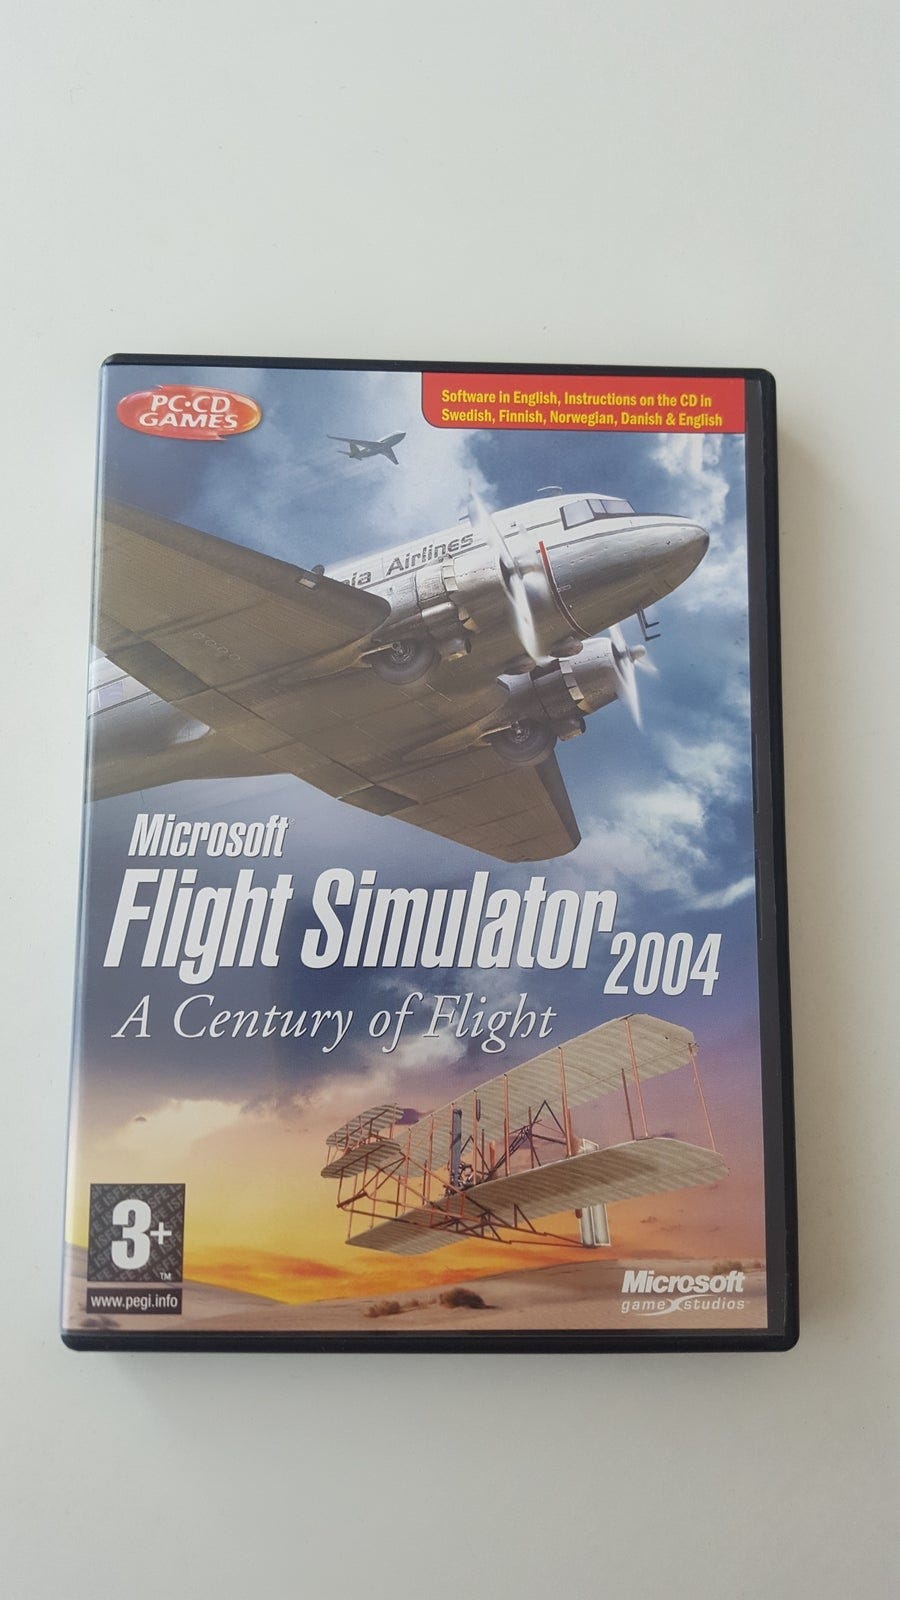 PC·CD
GAMES
Software in English, Instructions on the CD in
Swedish, Finnish, Norwegian, Danish & English
Airlines
Microsoft®
Flight Simulator 2004
A Century of Flight
3+
™
www.pegi.info
Microsoft
game studios